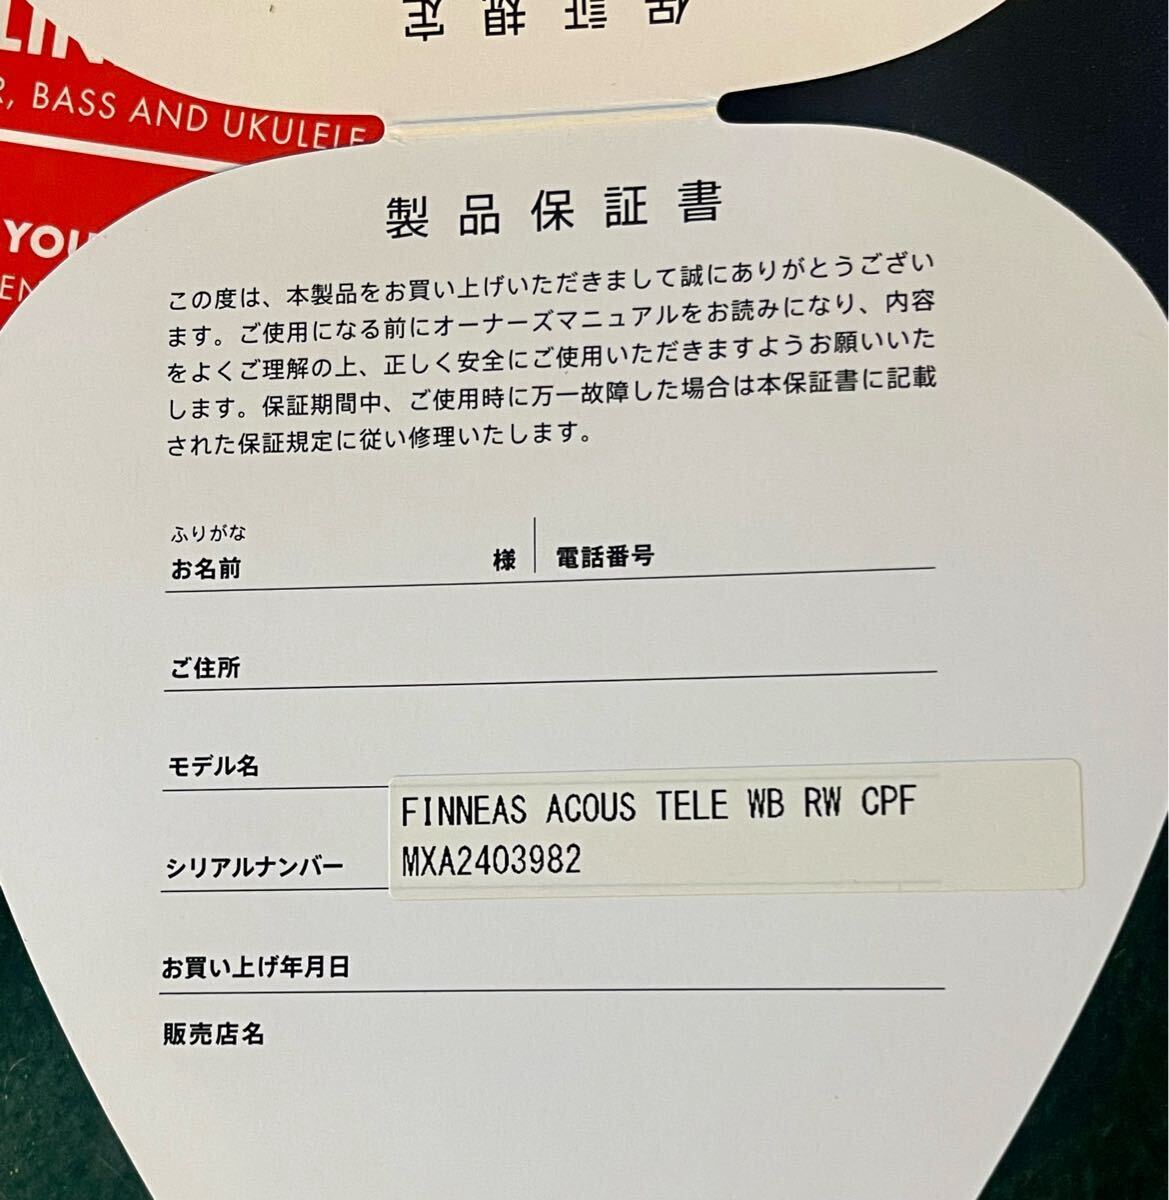 保証規定
BASS AND UKULELE
YOU
製品保証書
この度は、本製品をお買い上げいただきまして誠にありがとうござい
ます。ご使用になる前にオーナーズマニュアルをお読みになり、内容
をよくご理解の上、正しく安全にご使用いただきますようお願いいた
します。保証期間中、ご使用時に万一故障した場合は本保証書に記載
された保証規定に従い修理いたします。
ふりがな
お名前 様 電話番号
ご住所
モデル名
FINNEAS ACOUS TELE WB RW CPF
シリアルナンバー MXA2403982
お買い上げ年月日
販売店名